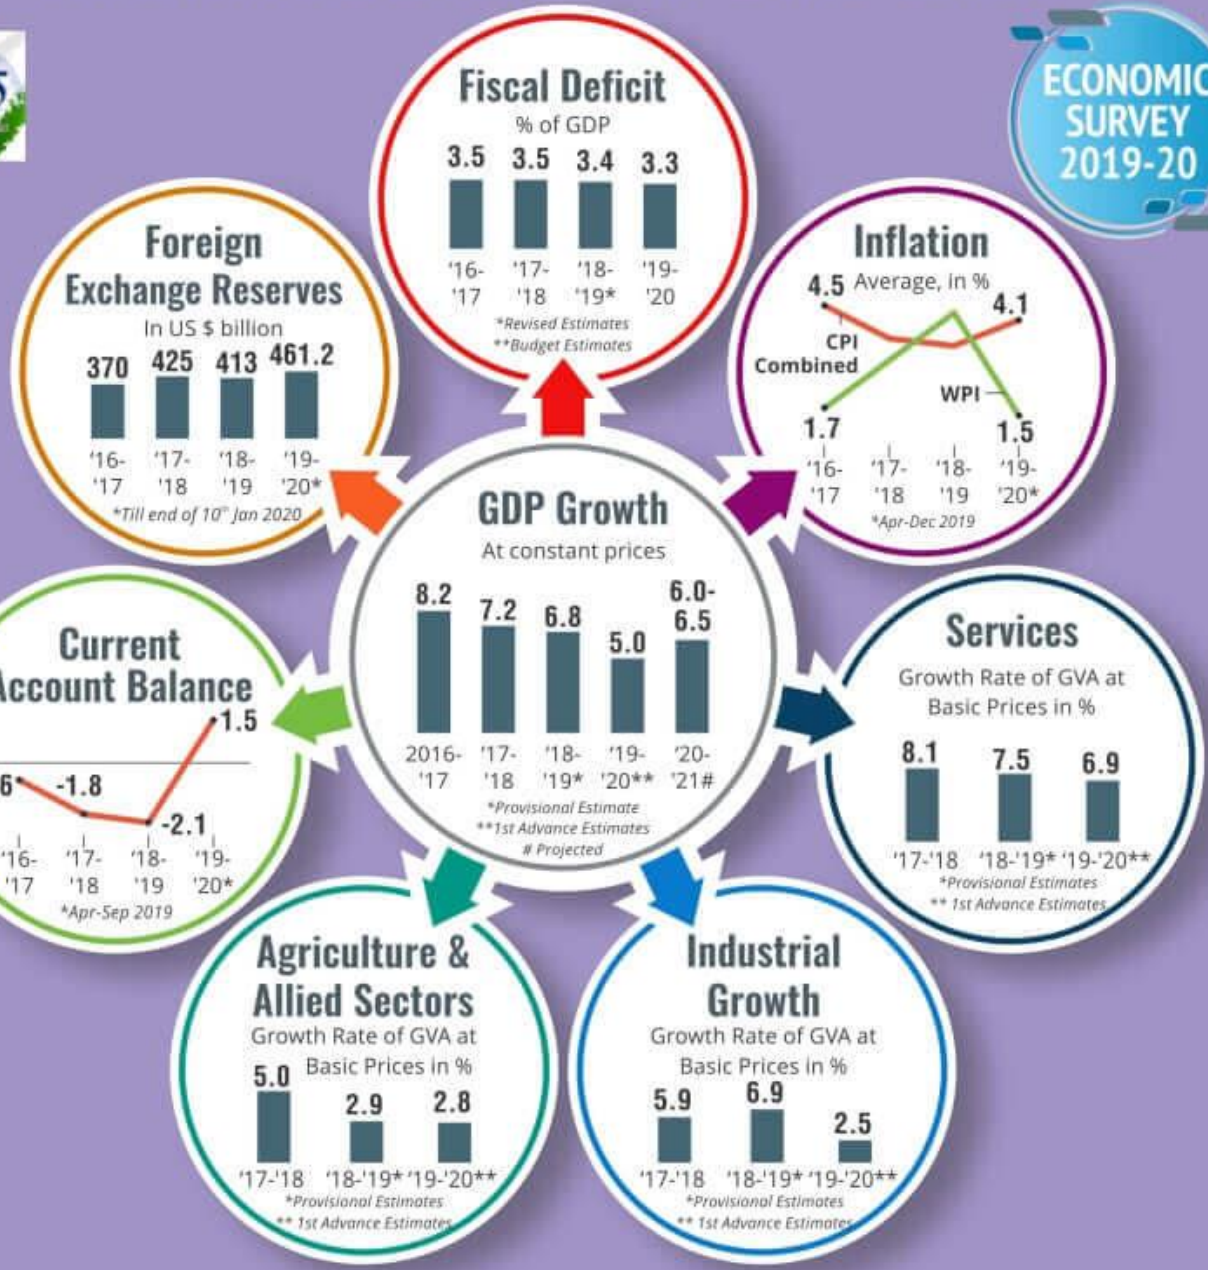 ECONOMIC
SURVEY
2019-20
Fiscal Deficit
% of GDP
3.5 3.5 3.4 3.3
'16- '17- '18- '19-
'17 '18 '19* '20
*Revised Estimates
**Budget Estimates
Foreign
Exchange Reserves
In US $ billion
370 425 413 461.2
'16- '17- '18- '19-
'17 '18 '19 '20*
*Till end of 10th Jan 2020
Inflation
Average, in %
4.5 4.1
CPI
Combined
WPI
1.7 1.5
'16- '17- '18- '19-
'17 '18 '19 '20*
*Apr-Dec 2019
GDP Growth
At constant prices
8.2 7.2 6.8 5.0 6.0-
6.5
2016- '17- '18- '19- '20-
'17 '18 '19* '20** '21#
*Provisional Estimate
**1st Advance Estimates
# Projected
Current
Account Balance
1.5
6 -1.8
-2.1
'16- '17- '18- '19-
'17 '18 '19 '20*
*Apr-Sep 2019
Services
Growth Rate of GVA at
Basic Prices in %
8.1 7.5 6.9
'17-'18 '18-'19* '19-'20**
*Provisional Estimates
** 1st Advance Estimates
Agriculture &
Allied Sectors
Growth Rate of GVA at
Basic Prices in %
5.0 2.9 2.8
'17-'18 '18-'19* '19-'20**
*Provisional Estimates
** 1st Advance Estimates
Industrial
Growth
Growth Rate of GVA at
Basic Prices in %
5.9 6.9 2.5
'17-'18 '18-'19* '19-'20**
*Provisional Estimates
** 1st Advance Estimates